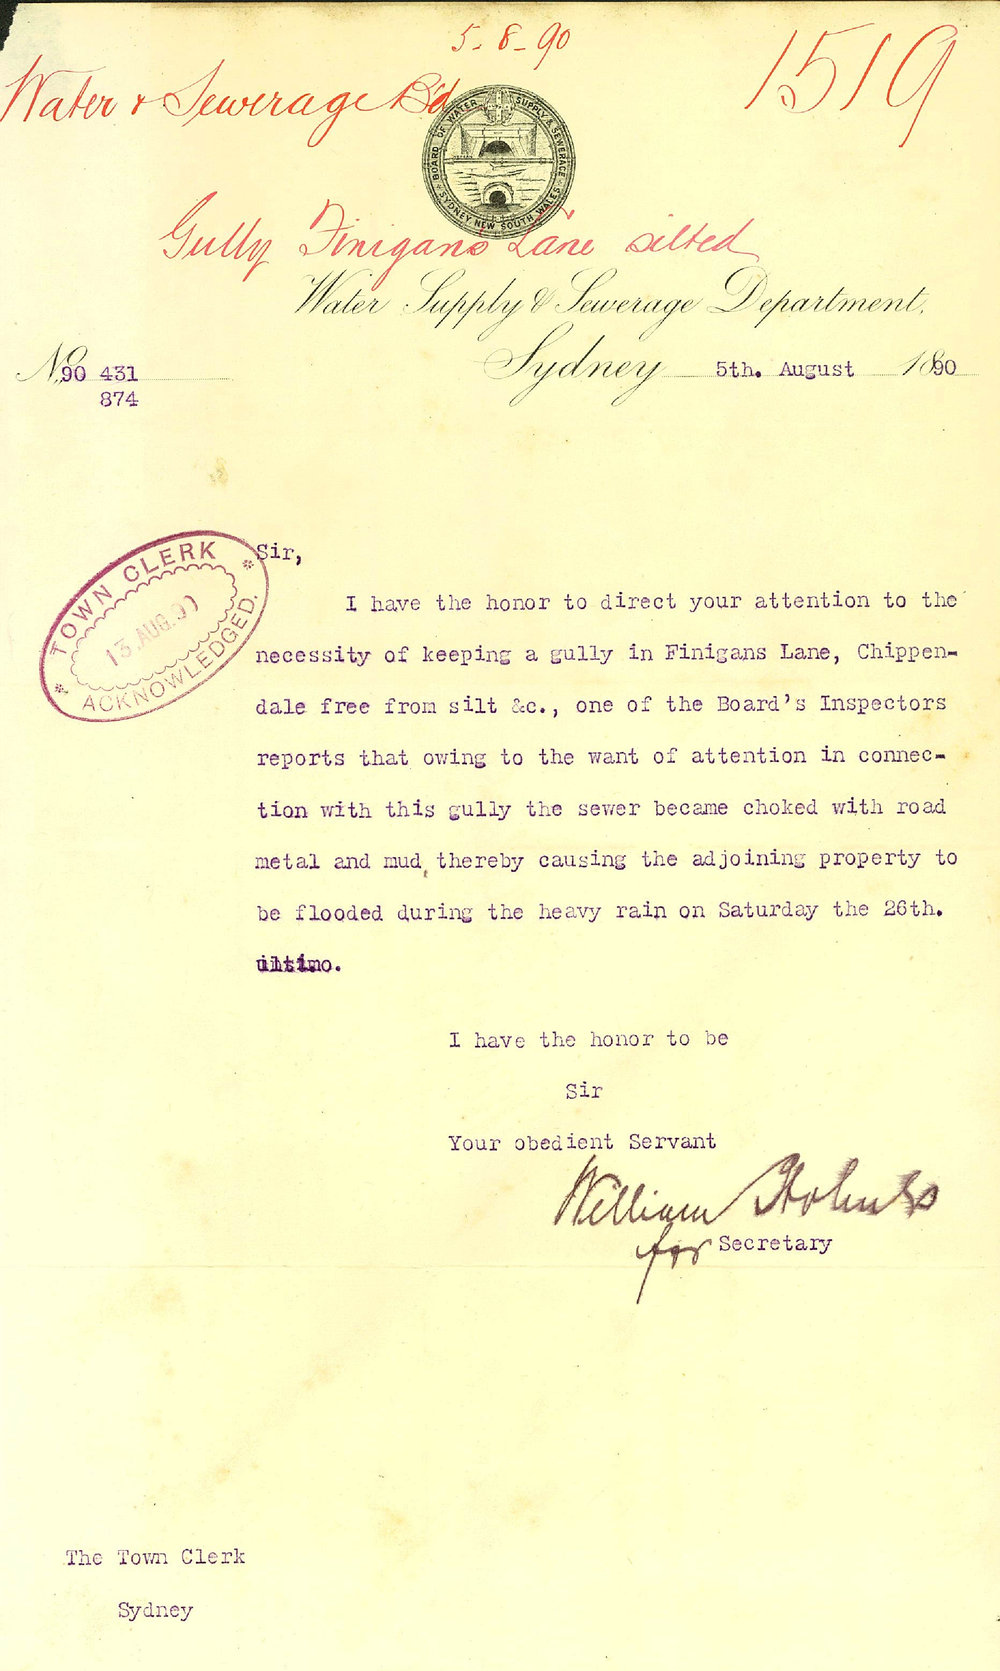 5-8-90
1519
Water & Sewerage Bd
BOARD OF WATER SUPPLY & SEWERAGE
SYDNEY, NEW SOUTH WALES
Gully Finigans Lane silted
Water Supply & Sewerage Department,
No. 90 431
874
Sydney 5th. August 1890
TOWN CLERK
13 AUG. 90
ACKNOWLEDGED.
Sir,
I have the honor to direct your attention to the
necessity of keeping a gully in Finigans Lane, Chippen-
dale free from silt &c., one of the Board's Inspectors
reports that owing to the want of attention in connec-
tion with this gully the sewer became choked with road
metal and mud, thereby causing the adjoining property to
be flooded during the heavy rain on Saturday the 26th.
ultimo.
I have the honor to be
Sir
Your obedient Servant
William Holmes
for Secretary
The Town Clerk
Sydney